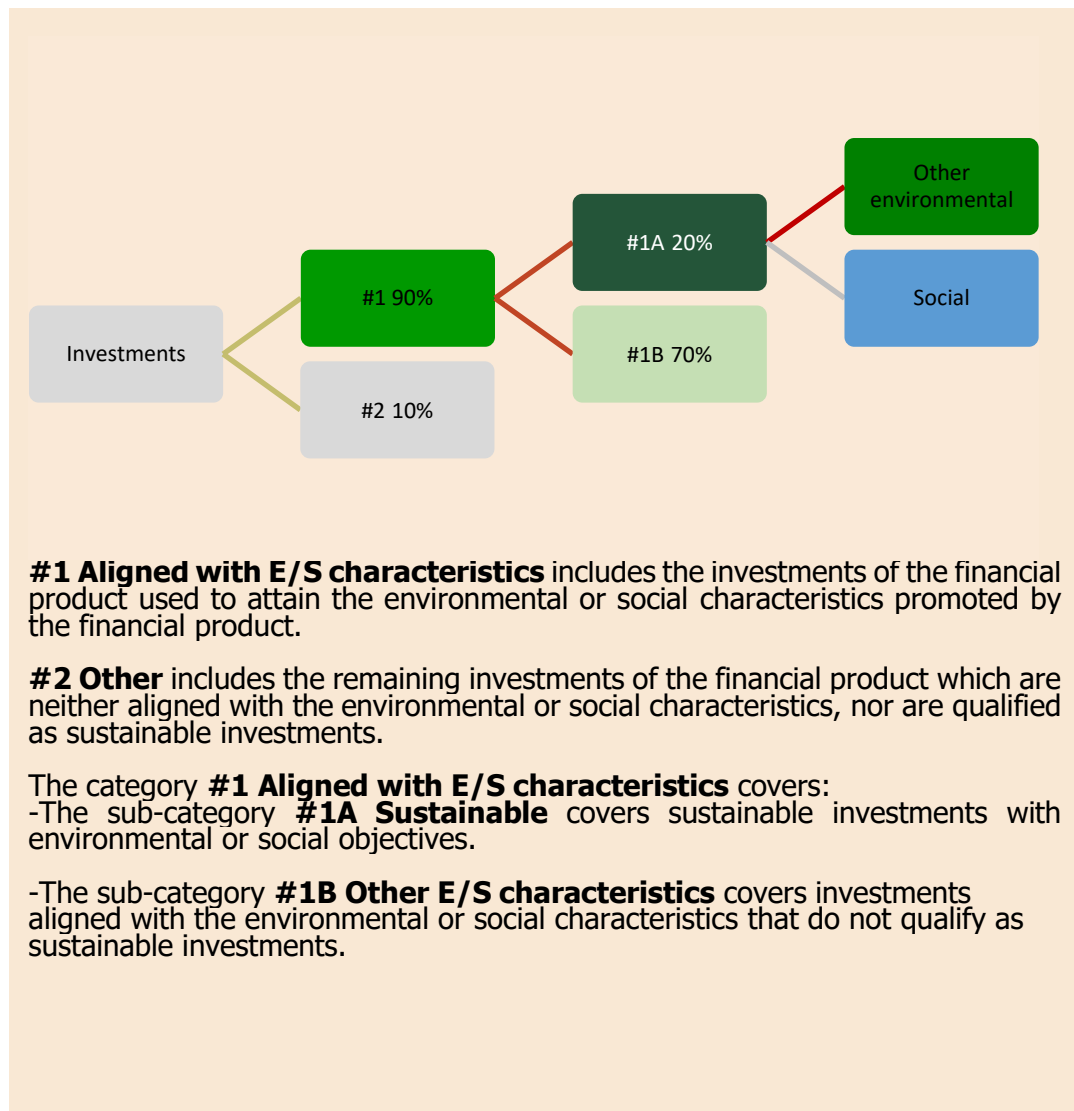 Other
environmental
#1A 20%
#1 90%
Social
Investments
#1B 70%
#2 10%
#1 Aligned with E/S characteristics includes the investments of the financial
product used to attain the environmental or social characteristics promoted by
the financial product.
#2 Other includes the remaining investments of the financial product which are
neither aligned with the environmental or social characteristics, nor are qualified
as sustainable investments.
The category #1 Aligned with E/S characteristics covers:
-The sub-category #1A Sustainable covers sustainable investments with
environmental or social objectives.
-The sub-category #1B Other E/S characteristics covers investments
aligned with the environmental or social characteristics that do not qualify as
sustainable investments.